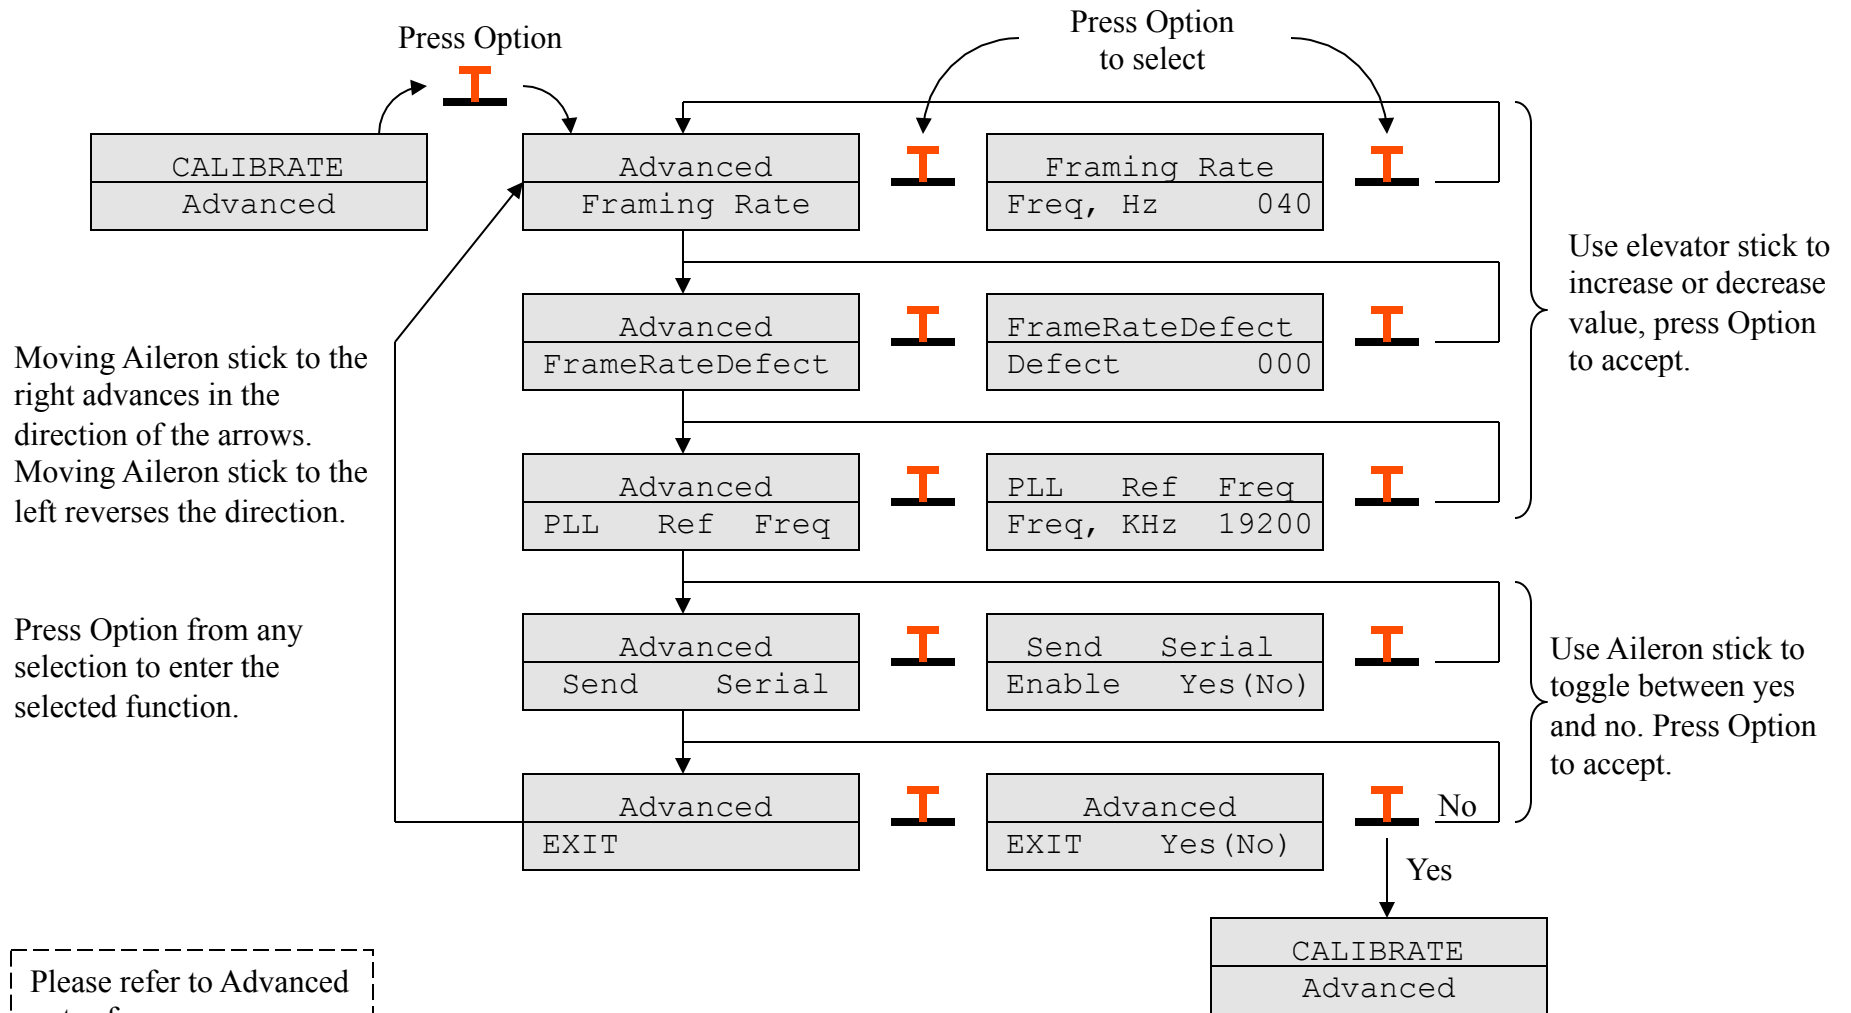 Press Option
Press Option
to select
CALIBRATE
Advanced
Advanced
Framing Rate
Framing Rate
Freq, Hz 040
Advanced
FrameRateDefect
FrameRateDefect
Defect 000
Use elevator stick to
increase or decrease
value, press Option
to accept.
Moving Aileron stick to the
right advances in the
direction of the arrows.
Moving Aileron stick to the
left reverses the direction.
Advanced
PLL Ref Freq
PLL Ref Freq
Freq, KHz 19200
Press Option from any
selection to enter the
selected function.
Advanced
Send Serial
Send Serial
Enable Yes(No)
Use Aileron stick to
toggle between yes
and no. Press Option
to accept.
Advanced
EXIT
Advanced
EXIT Yes(No)
No
Yes
CALIBRATE
Advanced
Please refer to Advanced